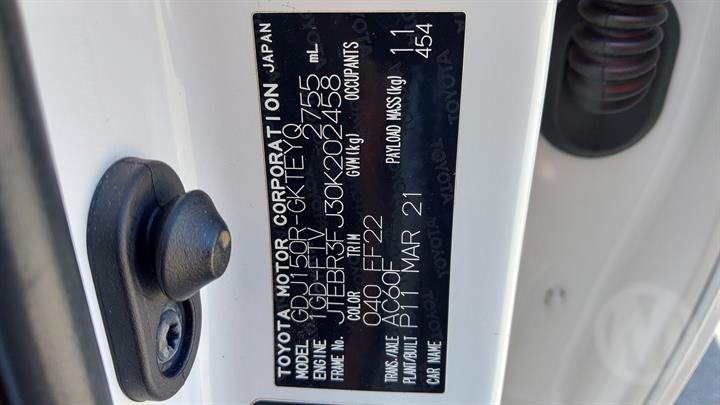 TOYOTA MOTOR CORPORATION JAPAN
MODEL GDJ150R-GKTEYQ
ENGINE 1GD-FTV 2755 mL
FRAME No. JTEBR3FJ30K202458
COLOR TRIM GVM(kg) OCCUPANTS
040 FF22 11
TRANS./AXLE AC60F PAYLOAD MASS(kg) 454
PLANT/BUILT P11 MAR 21
CAR NAME